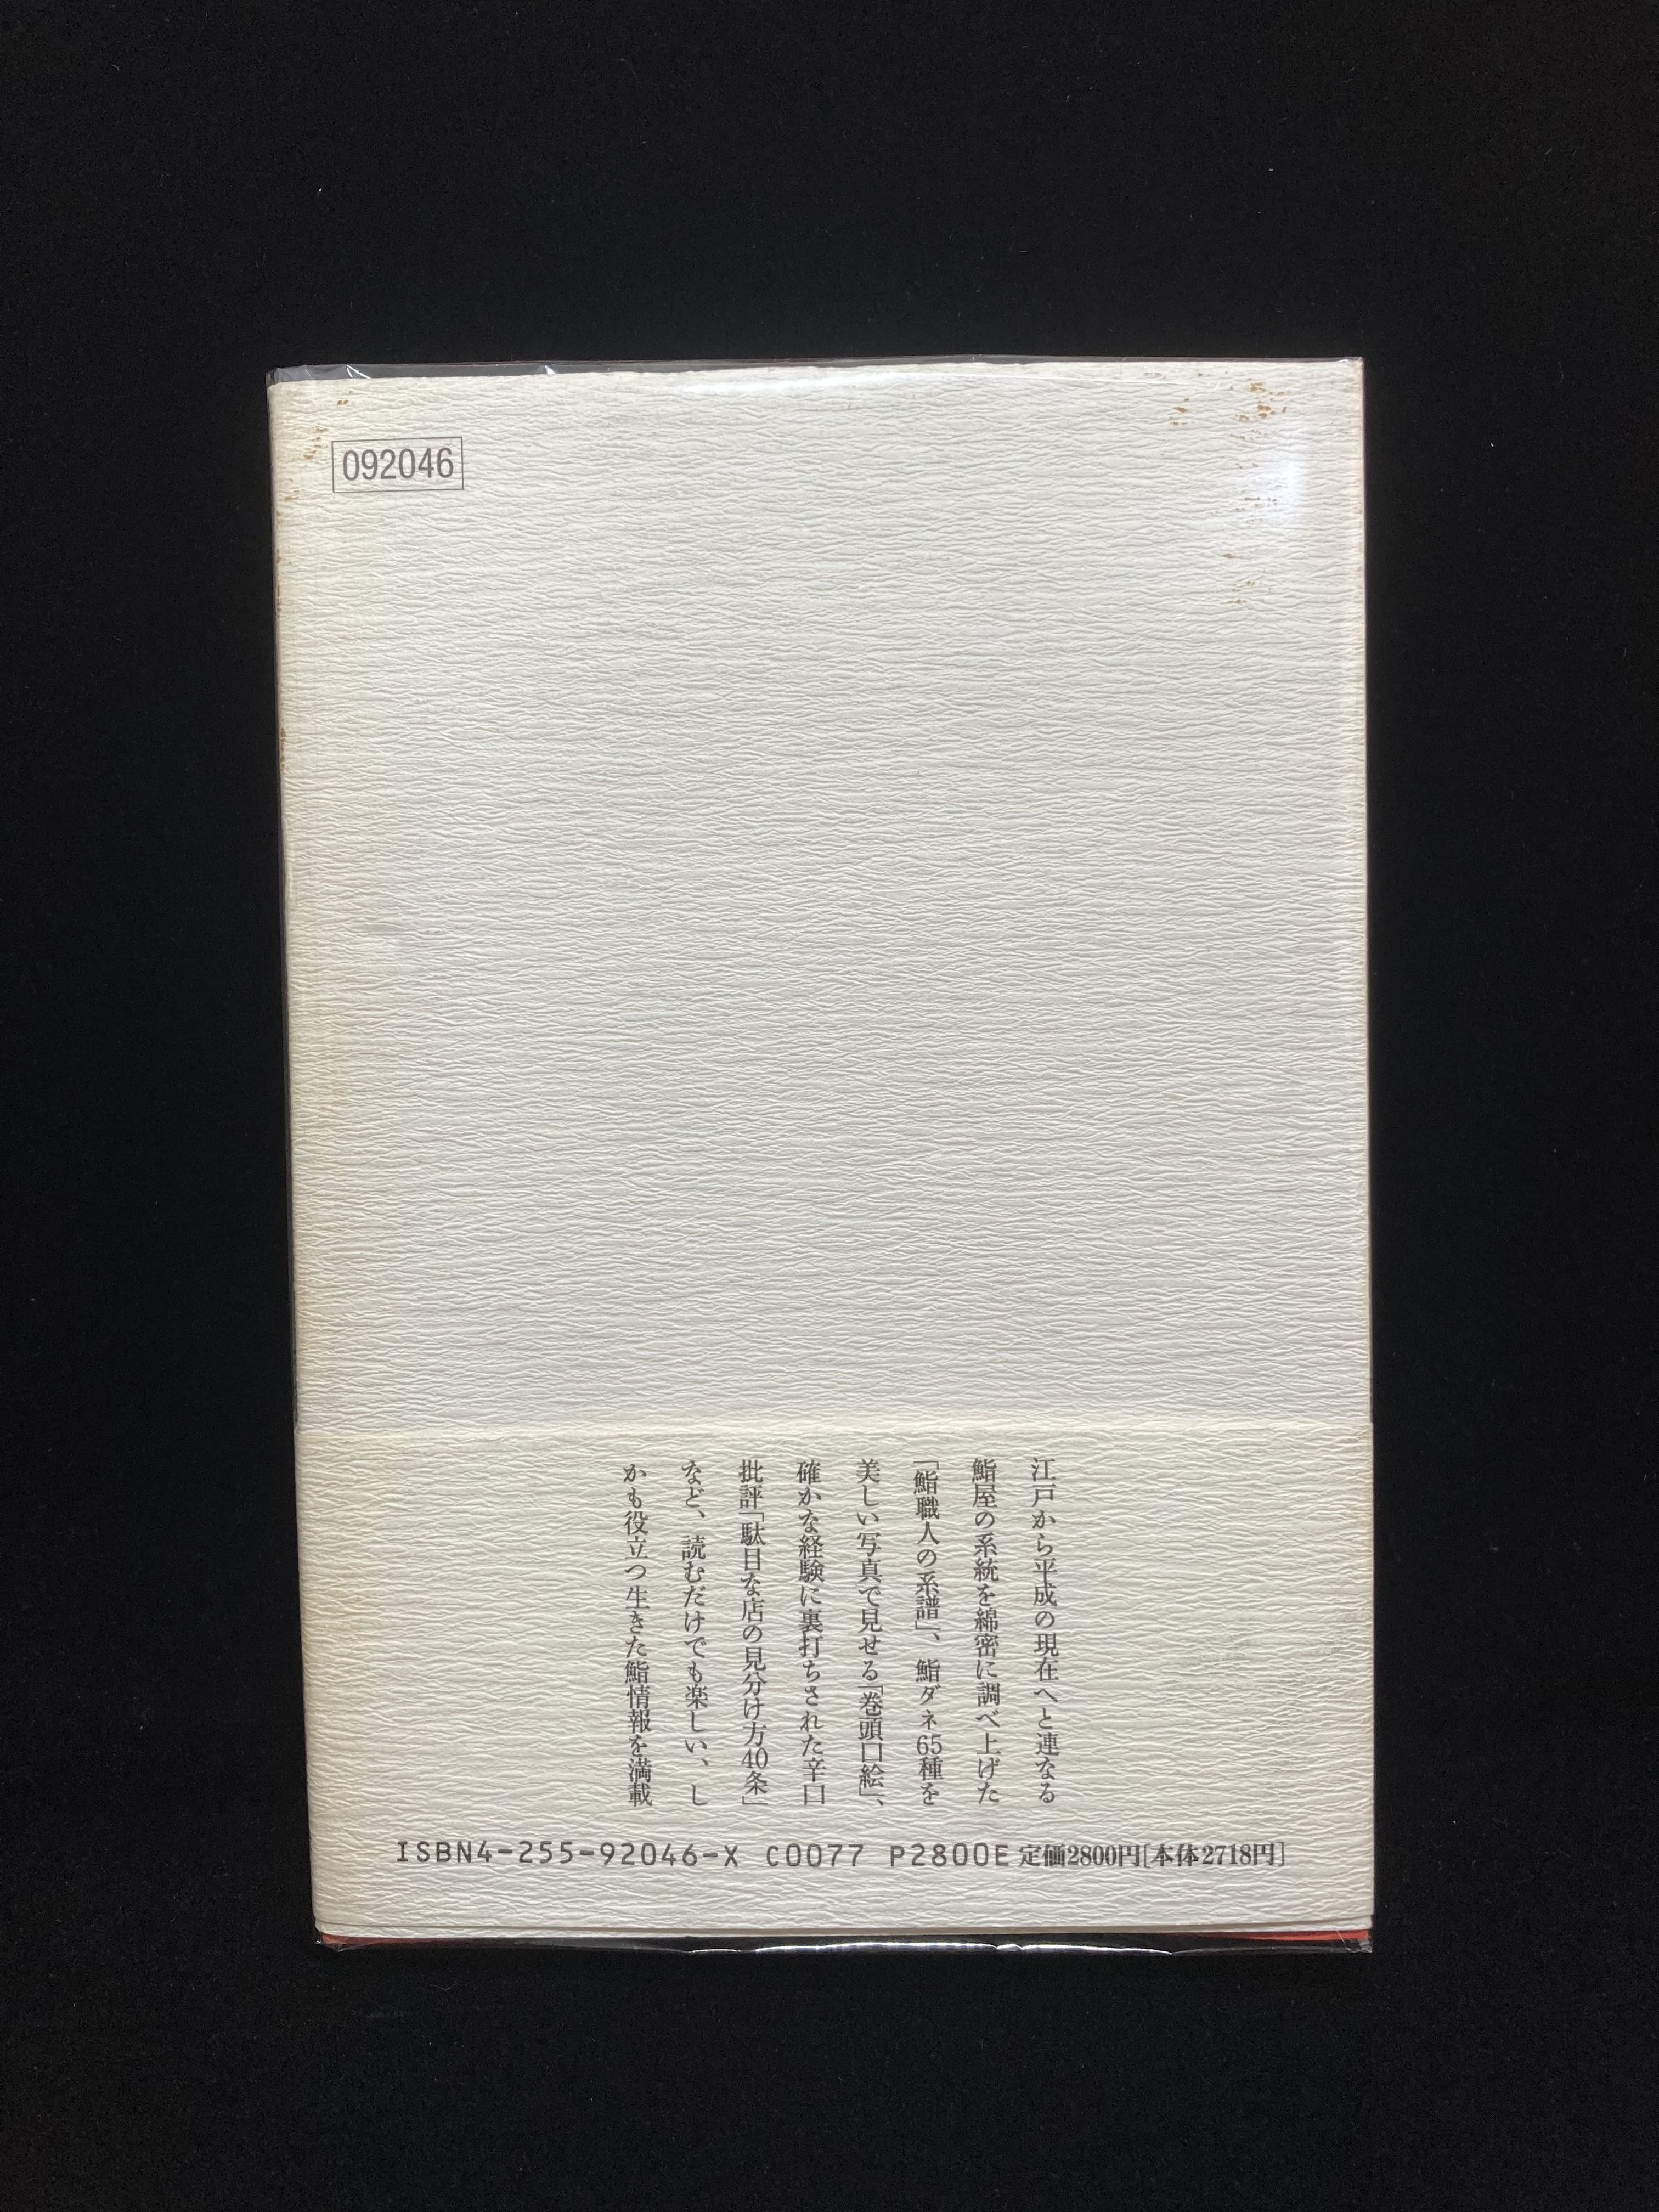 092046
江戸から平成の現在へと連なる
鮨屋の系統を綿密に調べ上げた
「鮨職人の系譜」、鮨ダネ65種を
美しい写真で見せる「巻頭口絵」、
確かな経験に裏打ちされた辛口
批評「駄目な店の見分け方40条」
など、読むだけでも楽しい、し
かも役立つ生きた鮨情報を満載
ISBN4-255-92046-X C0077 P2800E 定価2800円[本体2718円]